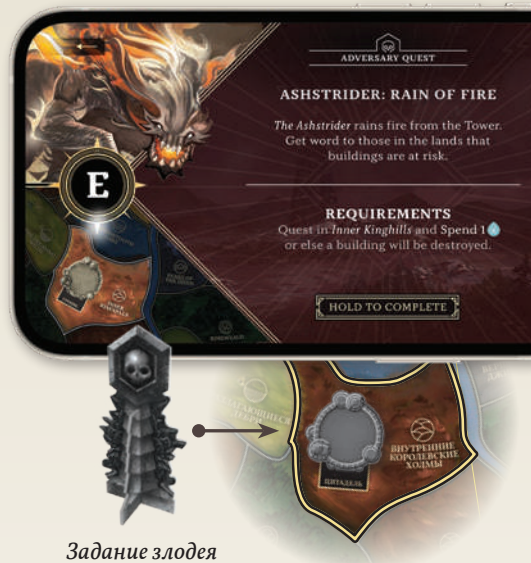 ADVERSARY QUEST
ASHSTRIDER: RAIN OF FIRE
The Ashstrider rains fire from the Tower.
Get word to those in the lands that
buildings are at risk.
E
REQUIREMENTS
Quest in Inner Kinghills and Spend 1
or else a building will be destroyed.
HOLD TO COMPLETE
ВНУТРЕННИЕ
КОРОЛЕВСКИЕ
ХОЛМЫ
ЦИТАДЕЛЬ
Задание злодея